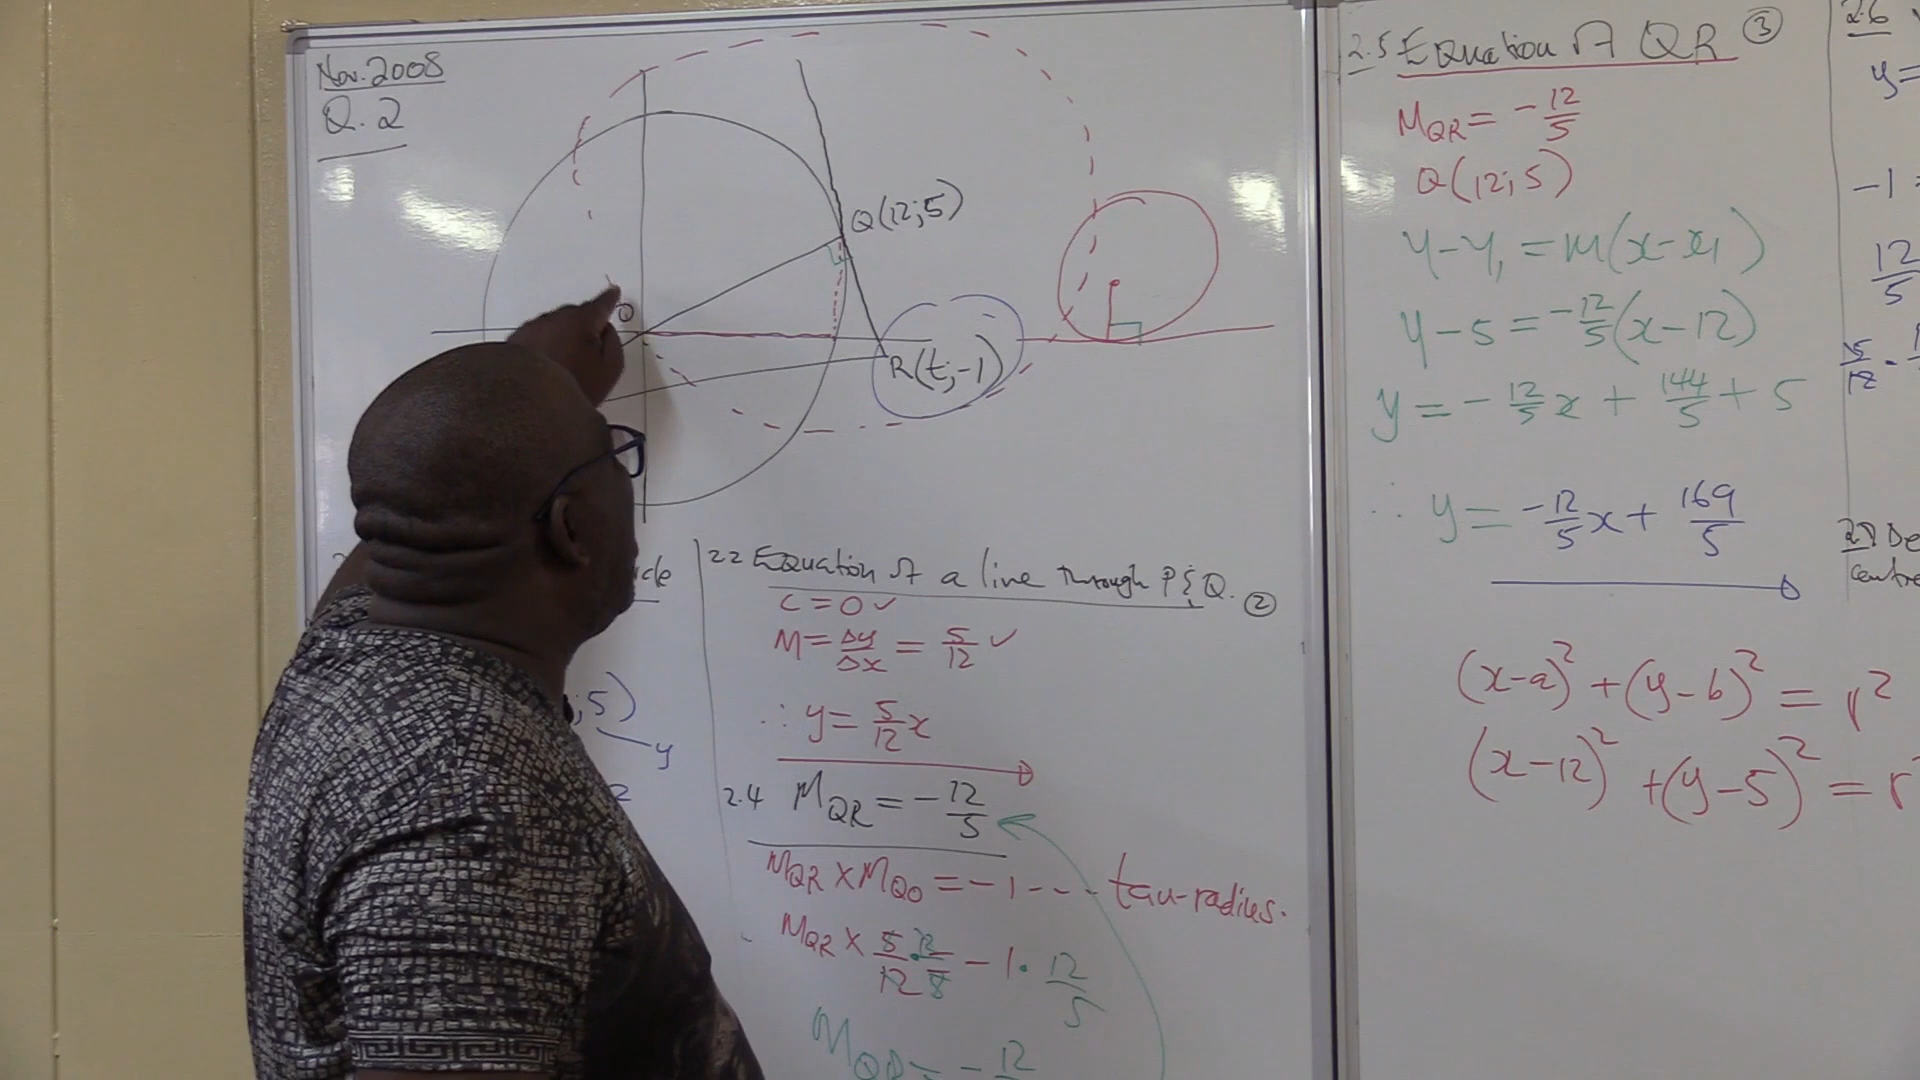 Nov. 2008
Q. 2
Q(12;5)
O
R(t;-1)
2.2 Equation of a line through P & Q. ②
C = 0 ✓
M = Δy/Δx = 5/12 ✓
∴ y = 5/12 x
;5)
y
2
2.4 M_QR = -12/5
M_QR × M_QO = -1 --- tan-radius.
M_QR × 5/12 · 12/5 = -1 · 12/5
M_QR = -12
2.5 Equation of QR ③
M_QR = -12/5
Q(12;5)
y - y₁ = m(x - x₁)
y - 5 = -12/5(x - 12)
y = -12/5 x + 144/5 + 5
∴ y = -12/5 x + 169/5
(x-a)² + (y-b)² = r²
(x-12)² + (y-5)² = r
2.6
y =
-1
12/5
De
centre